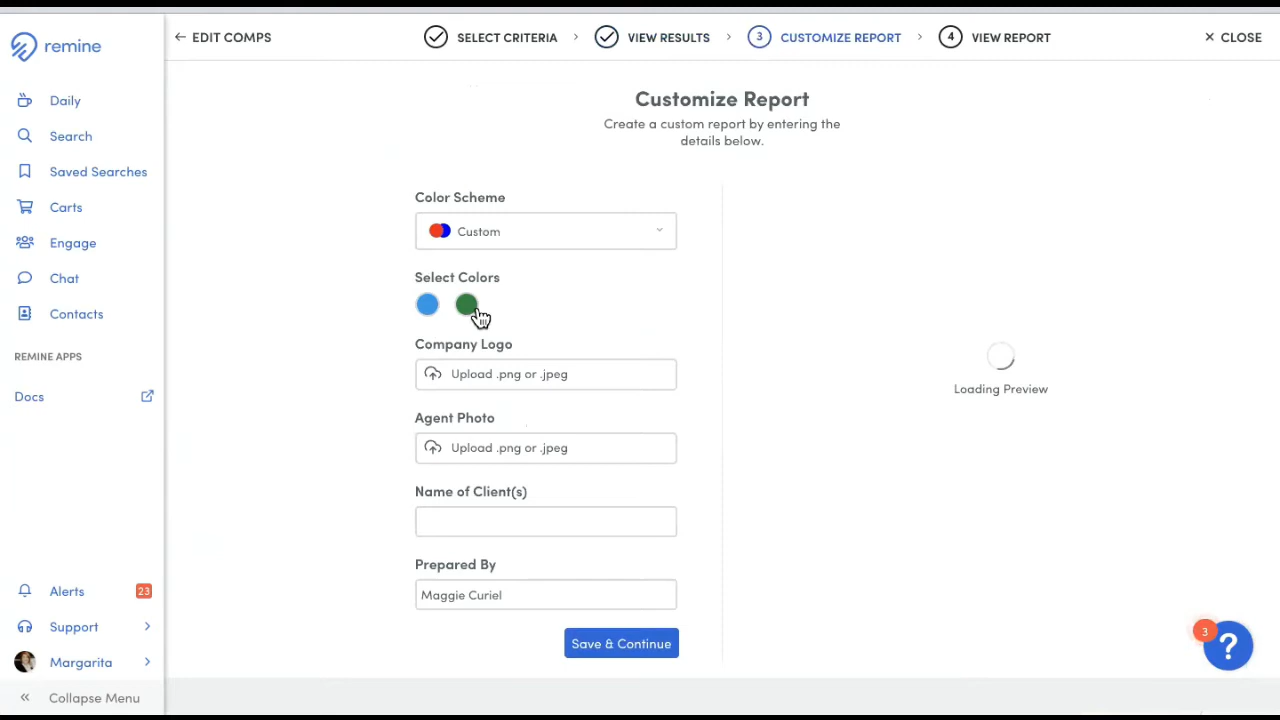 remine
← EDIT COMPS
SELECT CRITERIA
VIEW RESULTS
3 CUSTOMIZE REPORT
4 VIEW REPORT
× CLOSE
Daily
Search
Saved Searches
Carts
Engage
Chat
Contacts
REMINE APPS
Docs
Customize Report
Create a custom report by entering the
details below.
Color Scheme
Custom
Select Colors
Company Logo
Upload .png or .jpeg
Agent Photo
Upload .png or .jpeg
Name of Client(s)
Prepared By
Maggie Curiel
Save & Continue
Loading Preview
Alerts 23
Support
Margarita
Collapse Menu
3
?